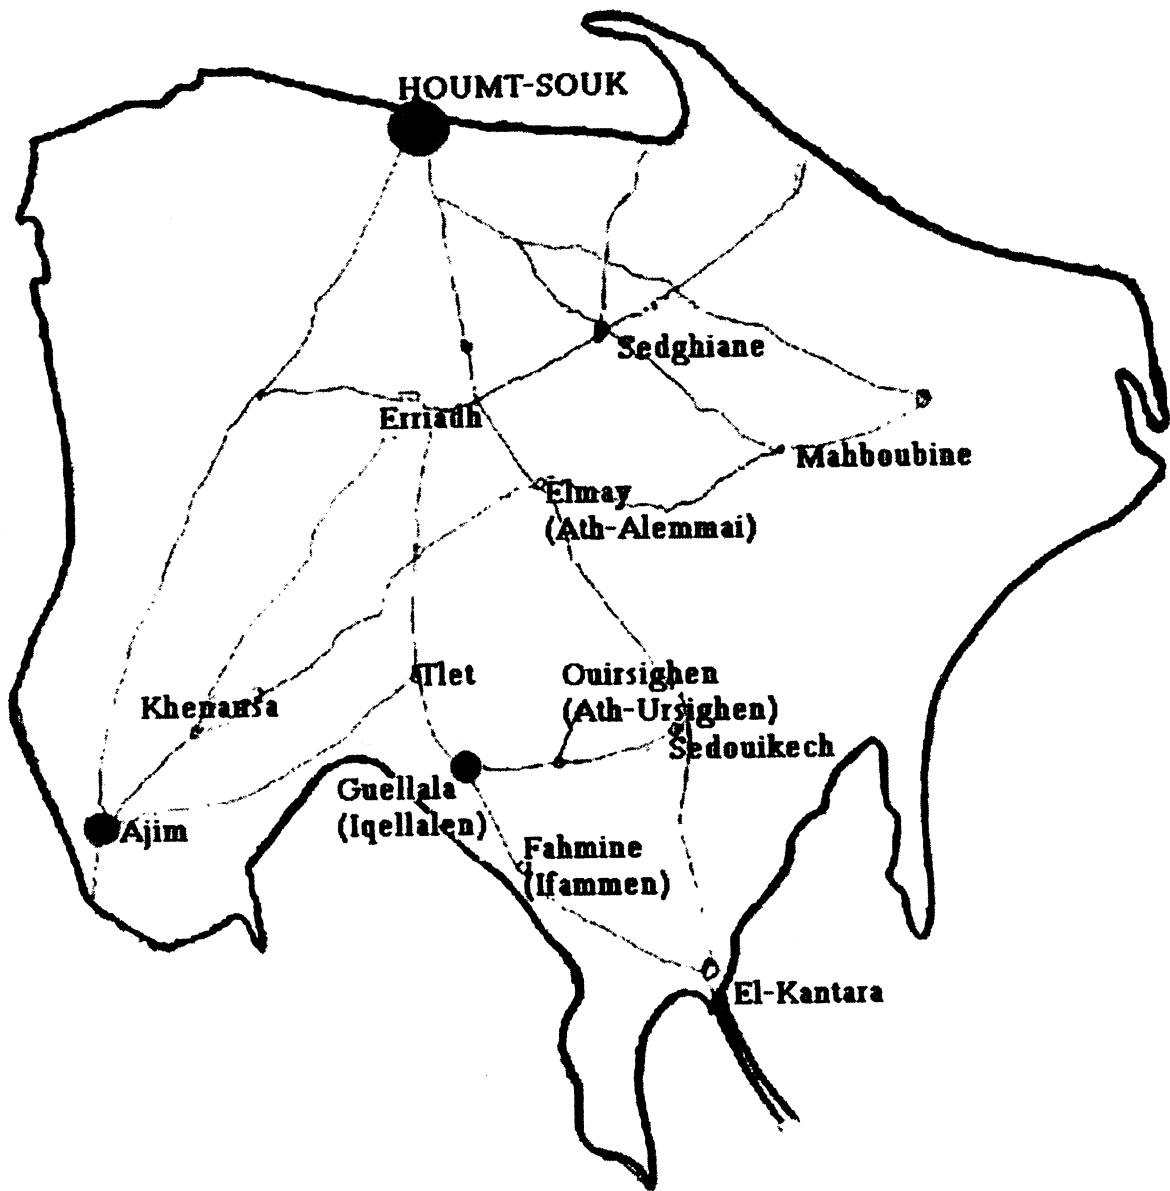 HOUMT-SOUK
Sedghiane
Erriadh
Mahboubine
Elmay
(Ath-Alemmai)
Tlet
Ouirsighen
(Ath-Ursighen)
Khenansa
Sedouikech
Guellala
(Iqellalen)
Ajim
Fahmine
(Ifammen)
El-Kantara